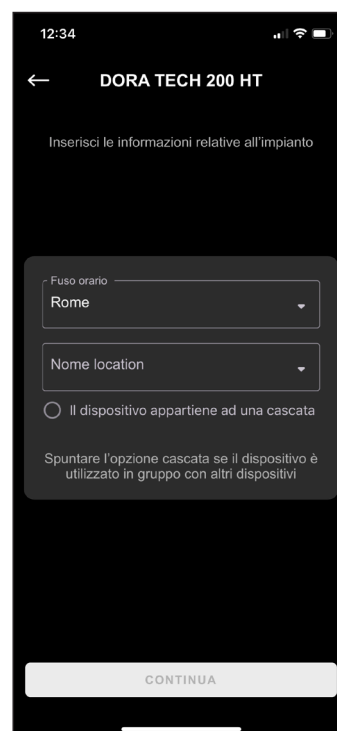 12:34
DORA TECH 200 HT
Inserisci le informazioni relative all'impianto
Fuso orario
Rome
Nome location
Il dispositivo appartiene ad una cascata
Spuntare l'opzione cascata se il dispositivo è
utilizzato in gruppo con altri dispositivi
CONTINUA